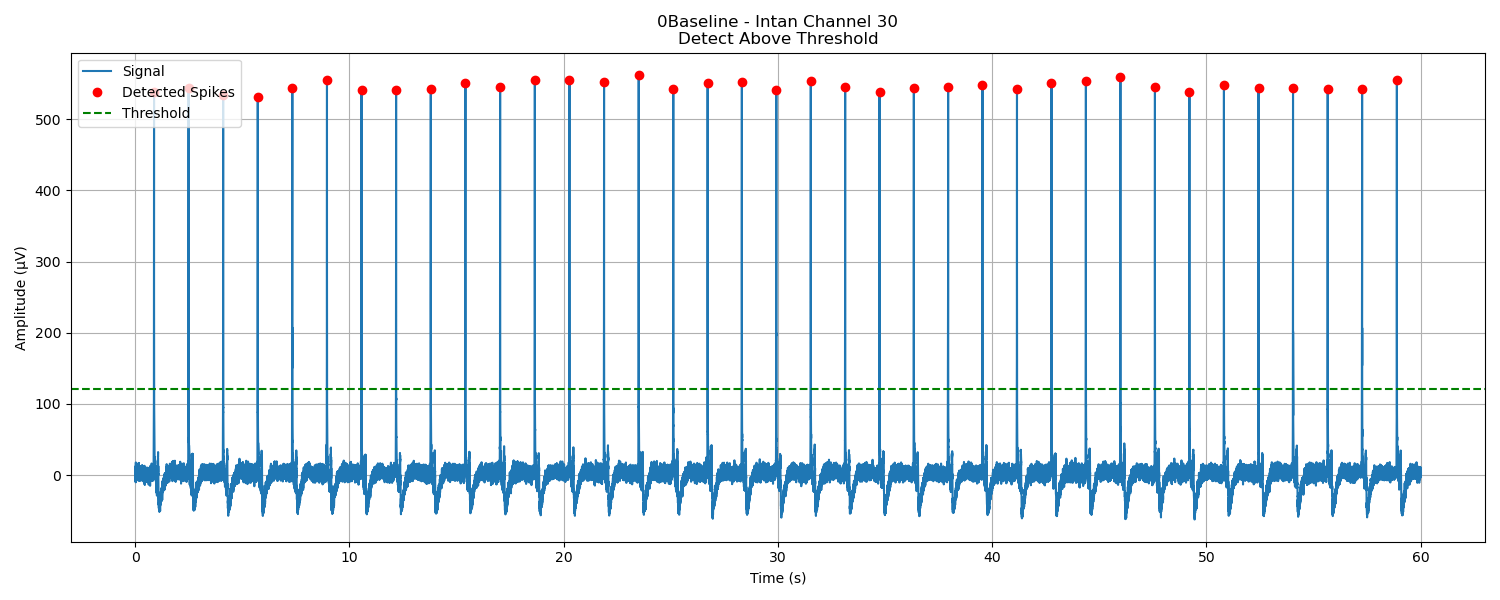 0Baseline - Intan Channel 30
Detect Above Threshold
Signal
Detected Spikes
Threshold
Amplitude (µV)
500
400
300
200
100
0
0
10
20
30
40
50
60
Time (s)